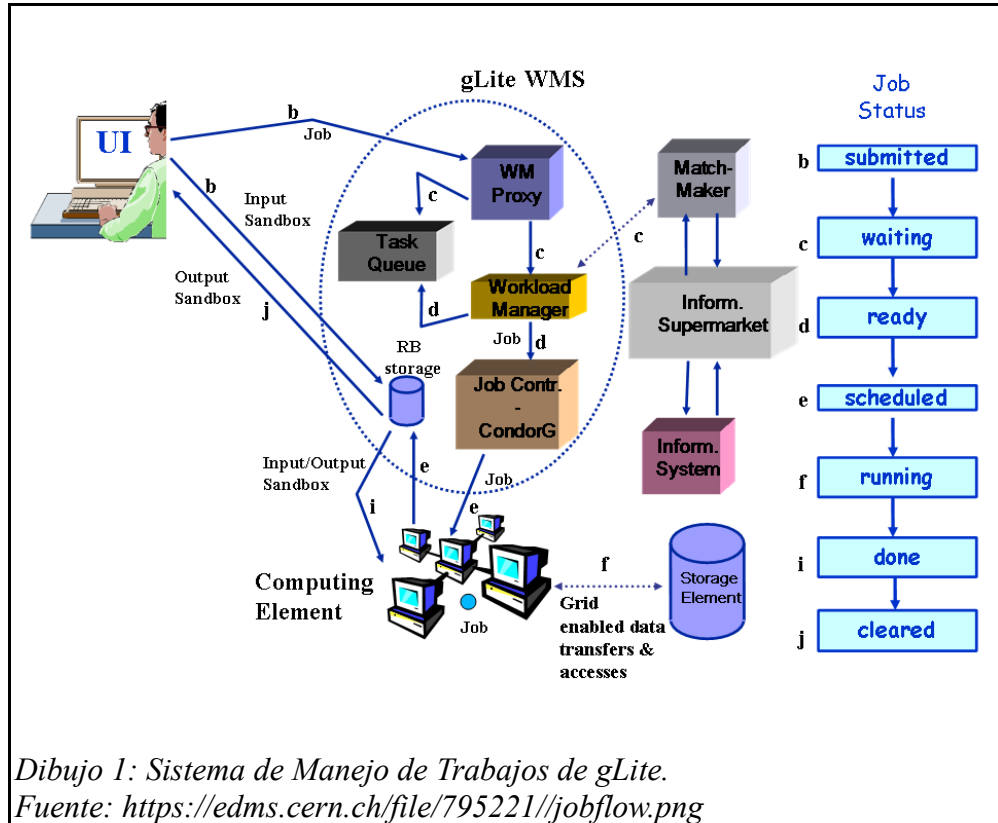 gLite WMS
Job
Status
UI
b
Job
WM
Proxy
Match-
Maker
b
submitted
b
Input
Sandbox
c
Task
Queue
c
c
c
waiting
Output
Sandbox
j
Workload
Manager
d
Job
d
Inform.
Supermarket
d
ready
RB
storage
Job Contr.
-
CondorG
e
scheduled
Input/Output
Sandbox
i
e
Job
e
Inform.
System
f
running
Computing
Element
Job
f
Grid
enabled data
transfers &
accesses
Storage
Element
i
done
j
cleared
Dibujo 1: Sistema de Manejo de Trabajos de gLite.
Fuente: https://edms.cern.ch/file/795221//jobflow.png